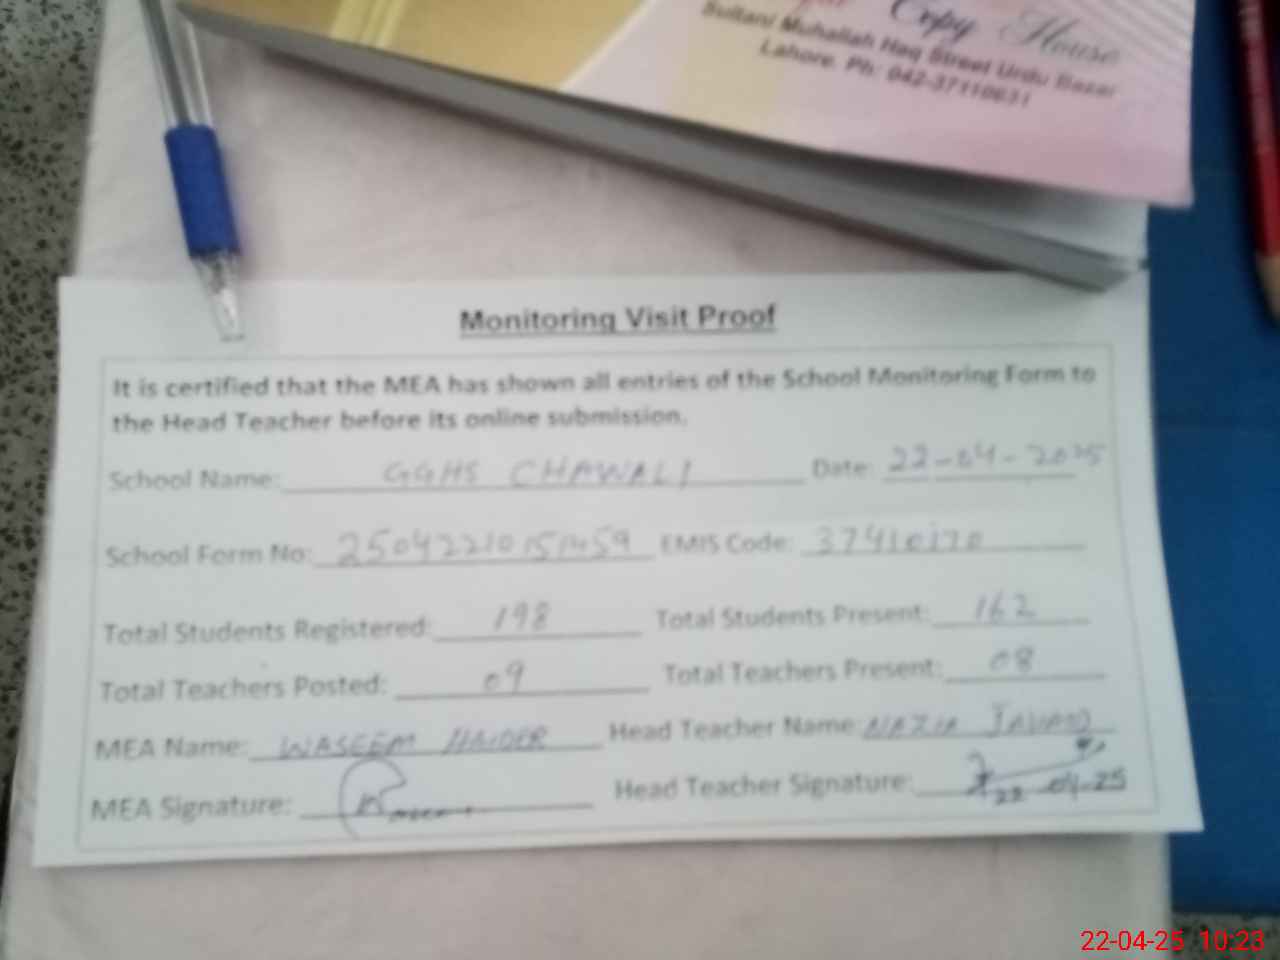 Copy House
Sultani Muhallah Haq Street Urdu Bazar
Lahore. Ph: 042-37110631
Monitoring Visit Proof
It is certified that the MEA has shown all entries of the School Monitoring Form to
the Head Teacher before its online submission.
School Name: GGHS CHAWALI Date: 22-04-2025
School Form No: EMIS Code: 37410170
Total Students Registered: 198 Total Students Present: 162
Total Teachers Posted: 09 Total Teachers Present: 08
MEA Name: WASEEM HAIDER Head Teacher Name: NAZIA JAVAID
MEA Signature: Head Teacher Signature: 22-04-25
22-04-25 10:23